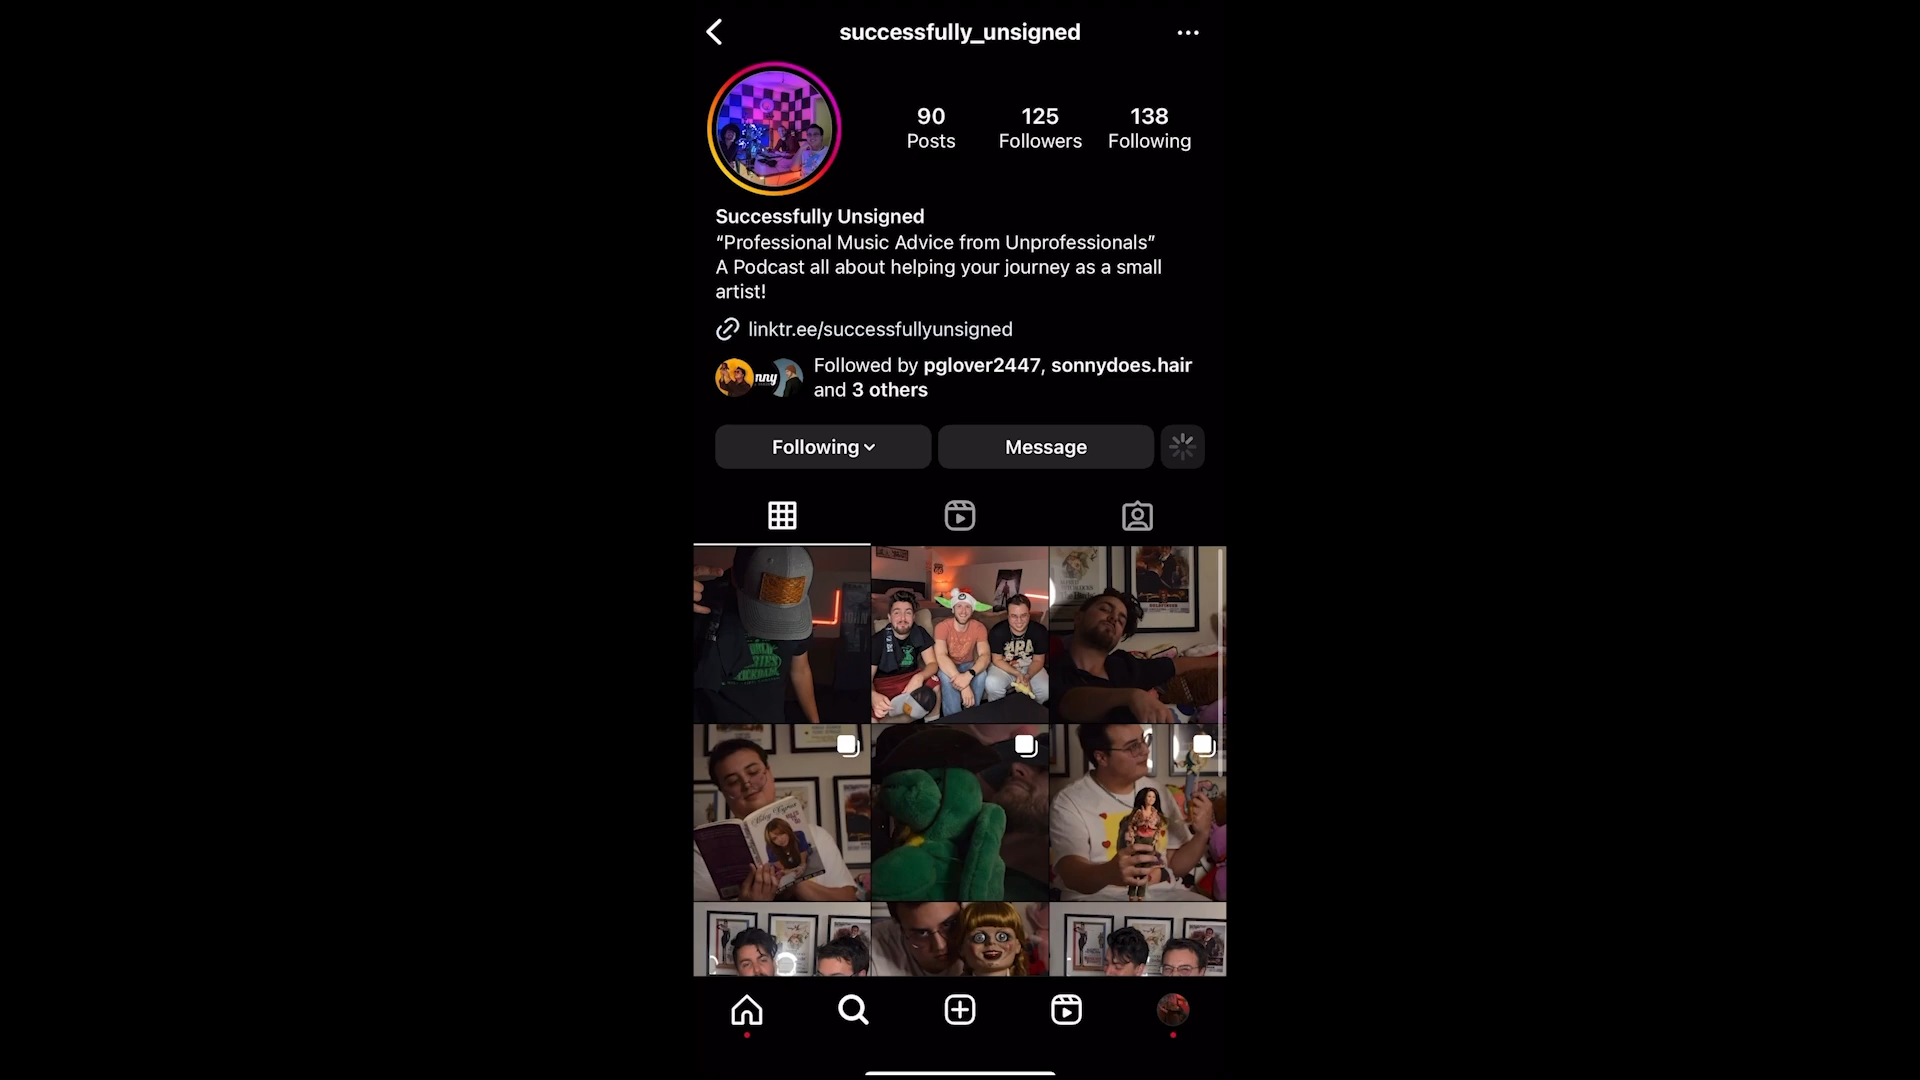 successfully_unsigned
90
Posts
125
Followers
138
Following
Successfully Unsigned
“Professional Music Advice from Unprofessionals”
A Podcast all about helping your journey as a small
artist!
linktr.ee/successfullyunsigned
Followed by pglover2447, sonnydoes.hair
and 3 others
nny
Following
Message